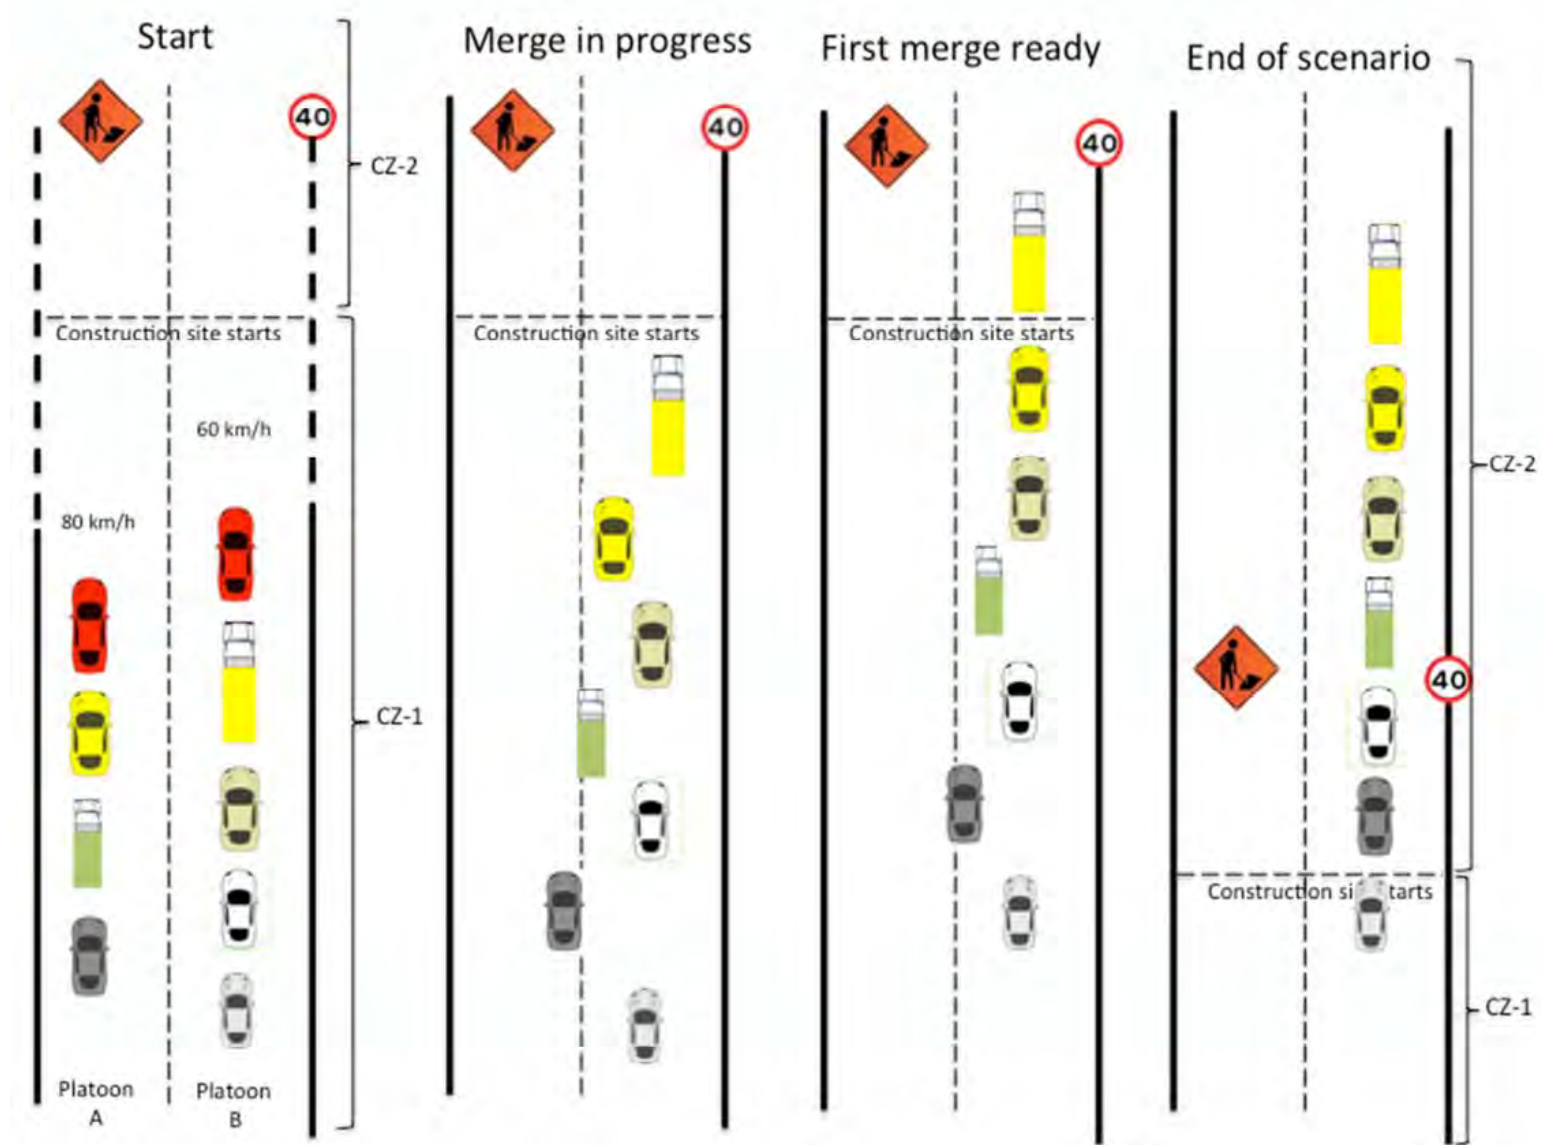 Start
Merge in progress
First merge ready
End of scenario
40
40
40
CZ-2
Construction site starts
Construction site starts
Construction site starts
60 km/h
80 km/h
CZ-2
40
CZ-1
Construction si tarts
CZ-1
Platoon
A
Platoon
B